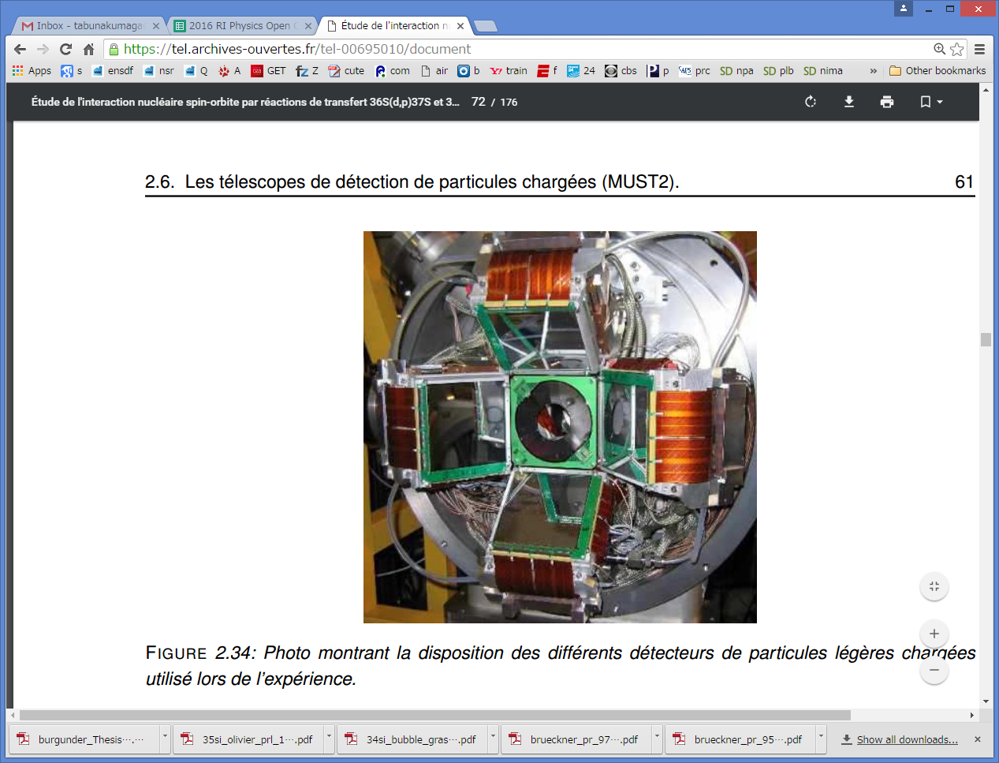 Inbox - tabunakumaga
2016 RI Physics Open C
Étude de l'interaction n
https://tel.archives-ouvertes.fr/tel-00695010/document
Apps s ensdf nsr Q A GET Z cute com air b train f 24 cbs p prc npa plb nima » Other bookmarks
Étude de l'interaction nucléaire spin-orbite par réactions de transfert 36S(d,p)37S et 3... 72 / 176
2.6. Les télescopes de détection de particules chargées (MUST2). 61
FIGURE 2.34: Photo montrant la disposition des différents détecteurs de particules légères chargées
utilisé lors de l'expérience.
burgunder_Thesis···.···
35si_olivier_prl_1···.pdf
34si_bubble_gras···.pdf
brueckner_pr_97···.pdf
brueckner_pr_95···.pdf
Show all downloads...